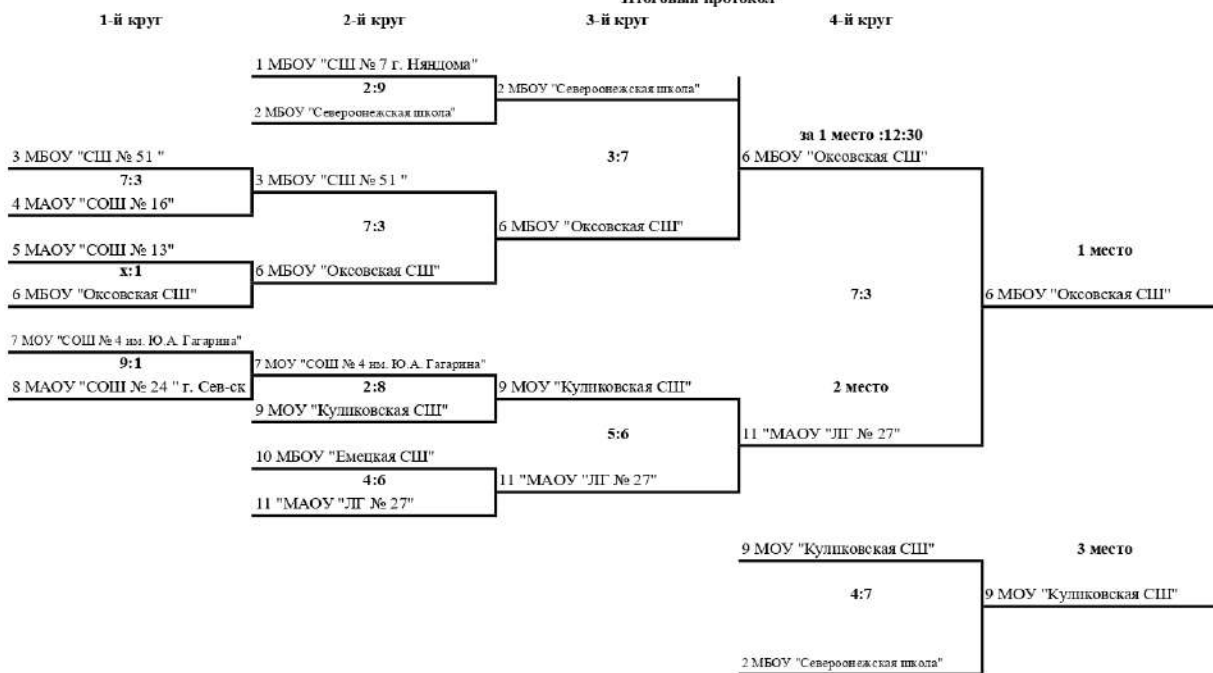 Итоговый протокол
1-й круг 2-й круг 3-й круг 4-й круг
1 МБОУ "СШ № 7 г. Няндома"
2:9
2 МБОУ "Североонежская школа"
2 МБОУ "Североонежская школа"
за 1 место :12:30
3 МБОУ "СШ № 51 "
3:7
6 МБОУ "Оксовская СШ"
7:3
3 МБОУ "СШ № 51 "
4 МАОУ "СОШ № 16"
7:3
6 МБОУ "Оксовская СШ"
5 МАОУ "СОШ № 13"
1 место
х:1
6 МБОУ "Оксовская СШ"
6 МБОУ "Оксовская СШ"
7:3
6 МБОУ "Оксовская СШ"
7 МОУ "СОШ № 4 им. Ю.А. Гагарина"
9:1
7 МОУ "СОШ № 4 им. Ю.А. Гагарина"
8 МАОУ "СОШ № 24 " г. Сев-ск
2:8
9 МОУ "Куликовская СШ"
2 место
9 МОУ "Куликовская СШ"
5:6
11 "МАОУ "ЛГ № 27"
10 МБОУ "Емецкая СШ"
4:6
11 "МАОУ "ЛГ № 27"
11 "МАОУ "ЛГ № 27"
9 МОУ "Куликовская СШ"
3 место
4:7
9 МОУ "Куликовская СШ"
2 МБОУ "Североонежская школа"